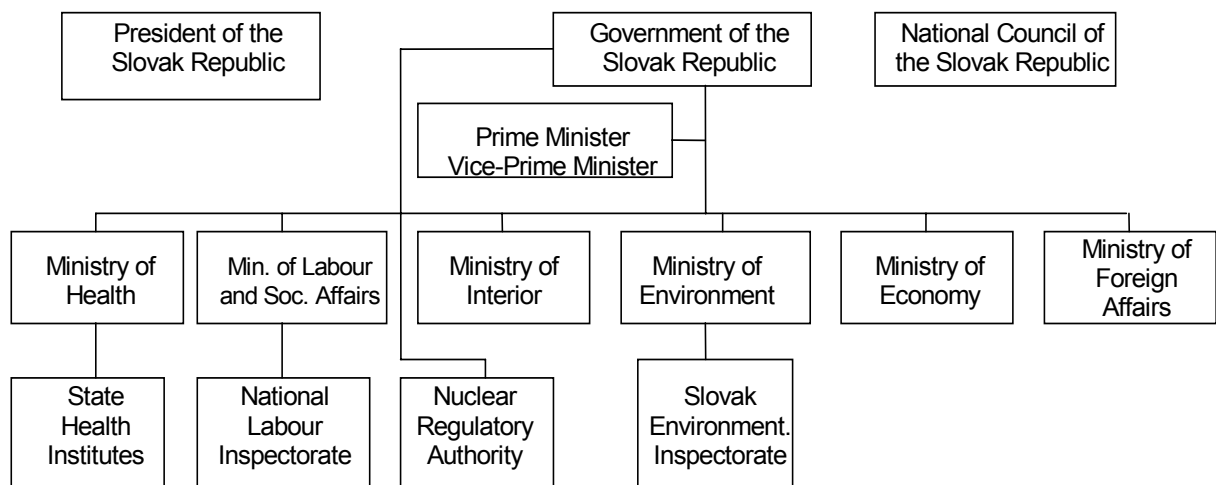 President of the
Slovak Republic
Government of the
Slovak Republic
National Council of
the Slovak Republic
Prime Minister
Vice-Prime Minister
Ministry of
Health
Min. of Labour
and Soc. Affairs
Ministry of
Interior
Ministry of
Environment
Ministry of
Economy
Ministry of
Foreign
Affairs
State
Health
Institutes
National
Labour
Inspectorate
Nuclear
Regulatory
Authority
Slovak
Environment.
Inspectorate